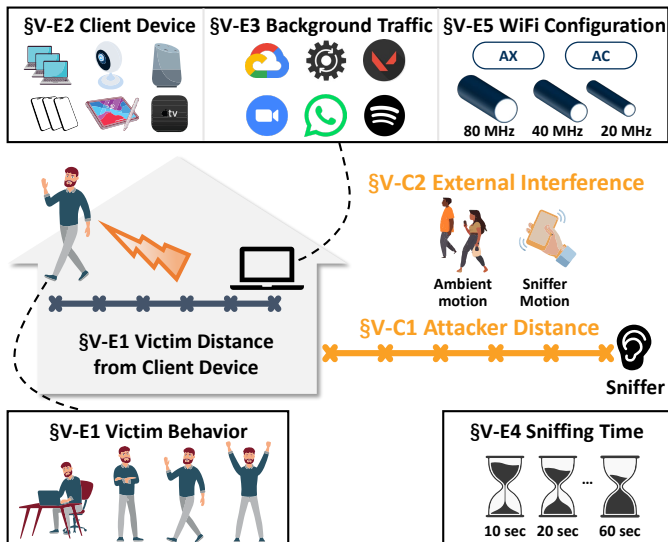 §V-E2 Client Device
§V-E3 Background Traffic
§V-E5 WiFi Configuration
AX
AC
tv
80 MHz
40 MHz
20 MHz
§V-C2 External Interference
Ambient
motion
Sniffer
Motion
§V-E1 Victim Distance
from Client Device
§V-C1 Attacker Distance
Sniffer
§V-E1 Victim Behavior
§V-E4 Sniffing Time
...
10 sec
20 sec
60 sec